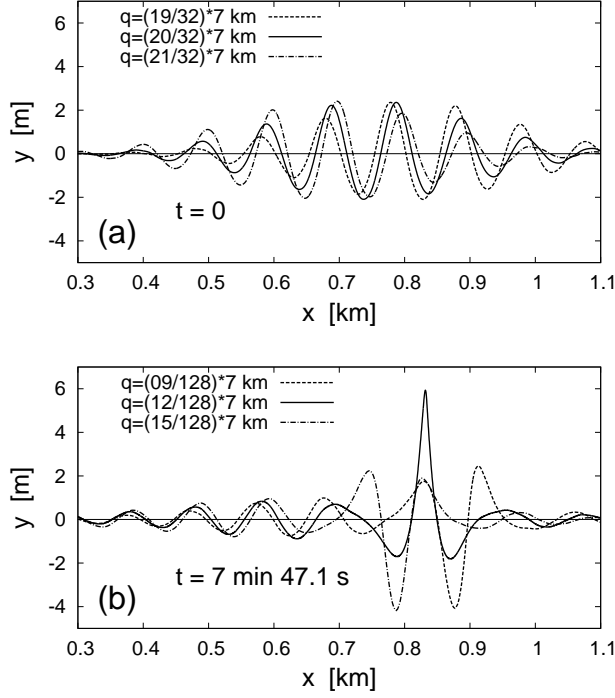 q=(19/32)*7 km
q=(20/32)*7 km
q=(21/32)*7 km
6
4
2
0
-2
-4
y [m]
(a)
t = 0
0.3 0.4 0.5 0.6 0.7 0.8 0.9 1 1.1
x [km]
q=(09/128)*7 km
q=(12/128)*7 km
q=(15/128)*7 km
6
4
2
0
-2
-4
y [m]
(b)
t = 7 min 47.1 s
0.3 0.4 0.5 0.6 0.7 0.8 0.9 1 1.1
x [km]